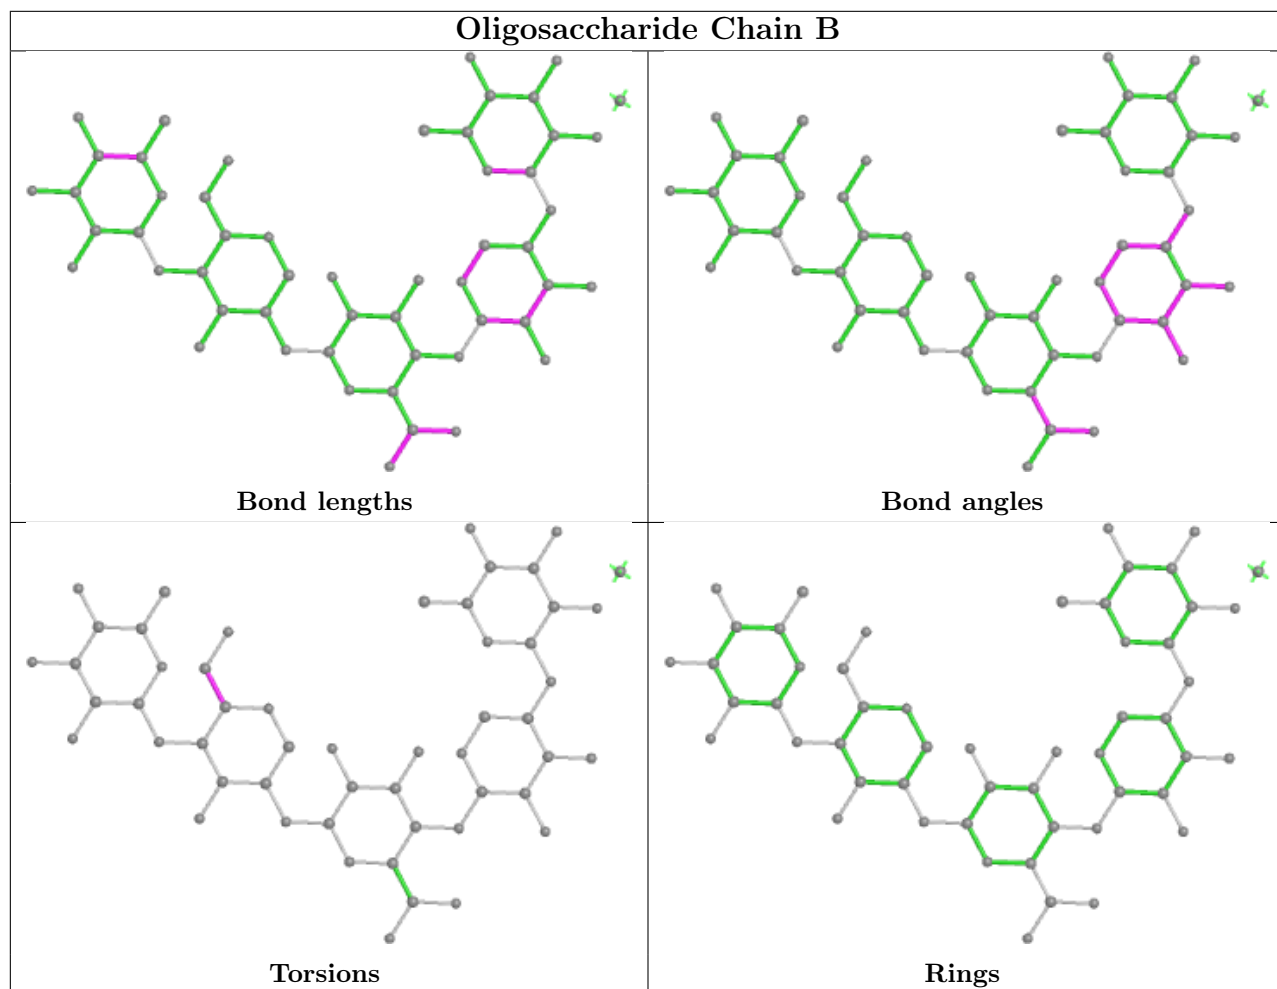 Oligosaccharide Chain B
Bond lengths
Bond angles
Torsions
Rings